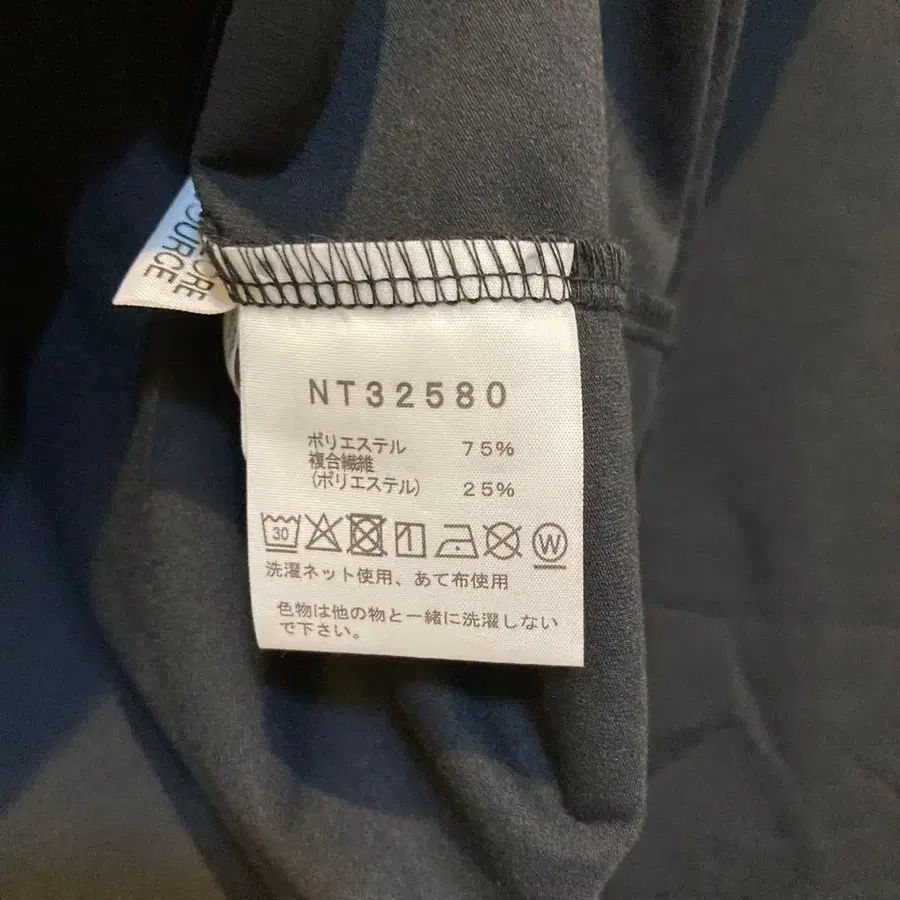 ORE
OURCE
NT32580
ポリエステル 75%
複合繊維
(ポリエステル) 25%
30
W
洗濯ネット使用、あて布使用
色物は他の物と一緒に洗濯しない
で下さい。